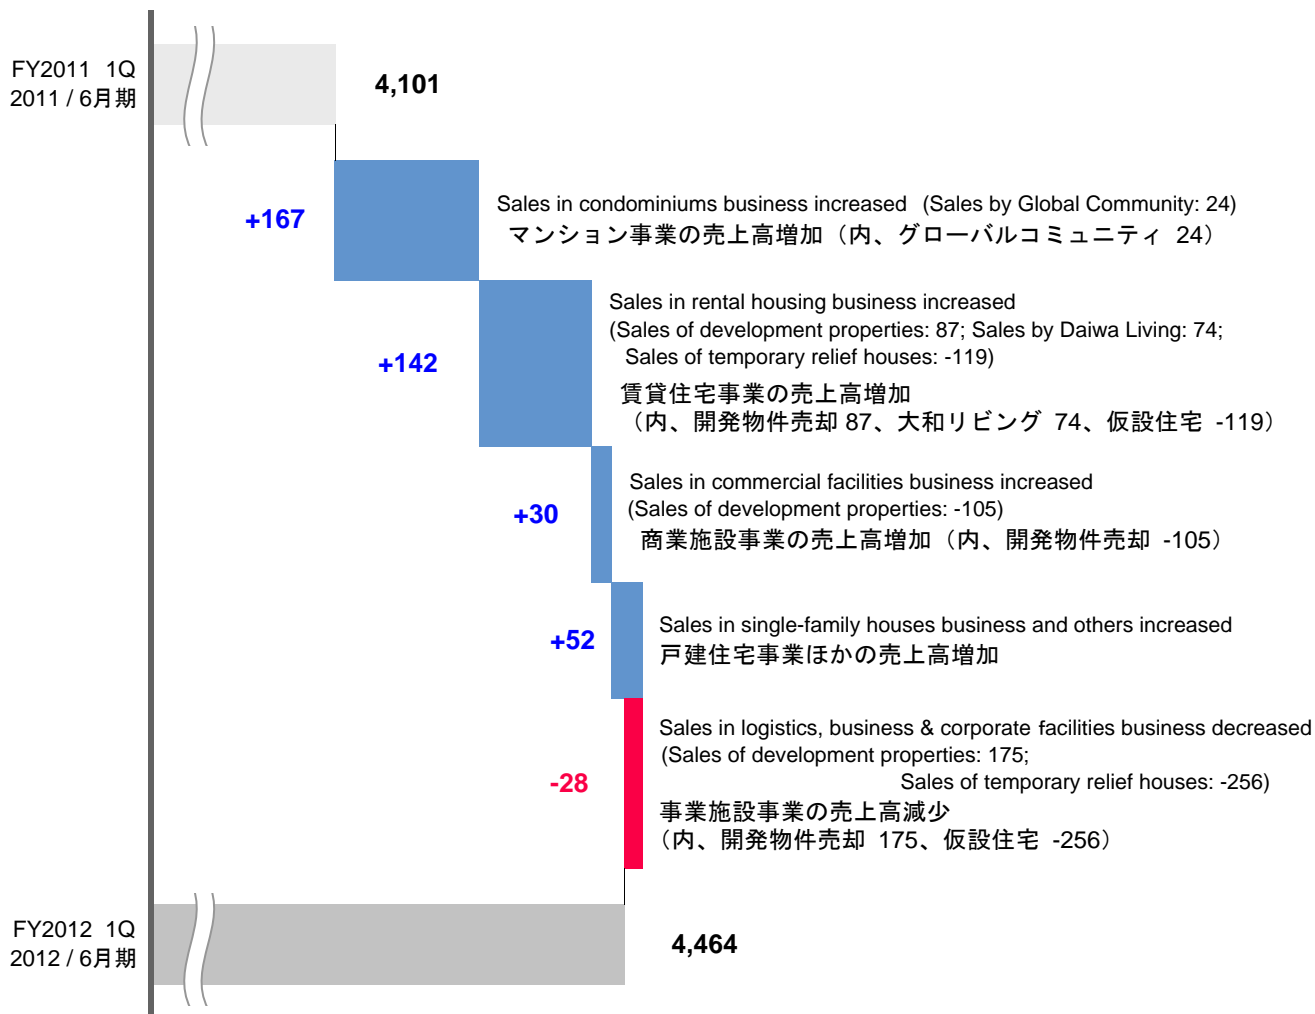 FY2011 1Q
2011 / 6月期
4,101
+167
Sales in condominiums business increased (Sales by Global Community: 24)
マンション事業の売上高増加（内、グローバルコミュニティ 24）
+142
Sales in rental housing business increased
(Sales of development properties: 87; Sales by Daiwa Living: 74;
Sales of temporary relief houses: -119)
賃貸住宅事業の売上高増加
（内、開発物件売却 87、大和リビング 74、仮設住宅 -119）
+30
Sales in commercial facilities business increased
(Sales of development properties: -105)
商業施設事業の売上高増加（内、開発物件売却 -105）
+52
Sales in single-family houses business and others increased
戸建住宅事業ほかの売上高増加
-28
Sales in logistics, business & corporate facilities business decreased
(Sales of development properties: 175;
Sales of temporary relief houses: -256)
事業施設事業の売上高減少
（内、開発物件売却 175、仮設住宅 -256）
FY2012 1Q
2012 / 6月期
4,464